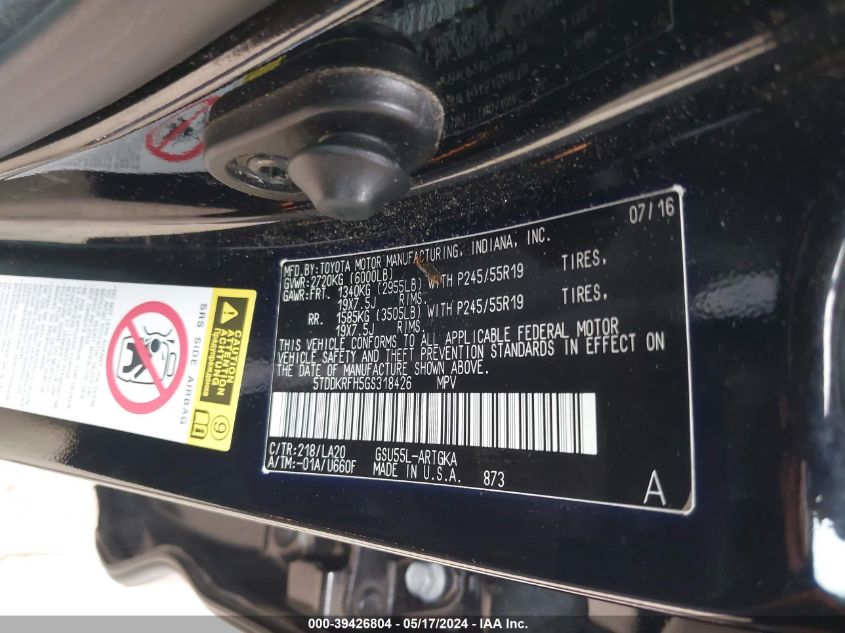 07/16
MFD.BY:TOYOTA MOTOR MANUFACTURING, INDIANA, INC.
GVWR:2720KG (6000LB)
GAWR:FRT. 1340KG (2955LB) WITH P245/55R19 TIRES,
19X7.5J RIMS,
RR. 1585KG (3505LB) WITH P245/55R19 TIRES,
19X7.5J RIMS,
THIS VEHICLE CONFORMS TO ALL APPLICABLE FEDERAL MOTOR
VEHICLE SAFETY AND THEFT PREVENTION STANDARDS IN EFFECT ON
THE DATE OF MANUFACTURE SHOWN ABOVE.
5TDDKRFH5GS318426 MPV
C/TR:218/LA20 GSU55L-ARTGKA
A/TM:-01A/U660F MADE IN U.S.A. 873
A
SRS SIDE AIRBAG
CAUTION
ATTENTION
ACHTUNG
000-39426804 - 05/17/2024 - IAA Inc.